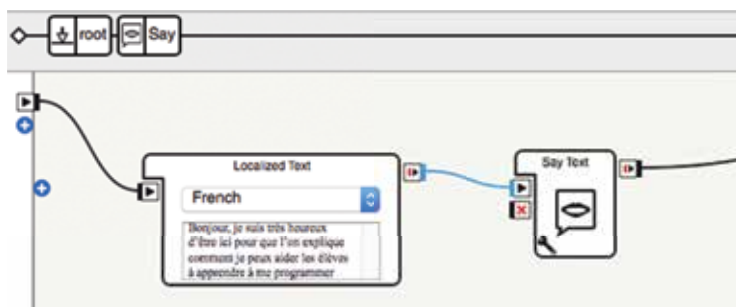 root
Say
Localized Text
Say Text
French
Bonjour, je suis très heureux
d'être ici pour que l'on explique
comment je peux aider les élèves
à apprendre à me programmer